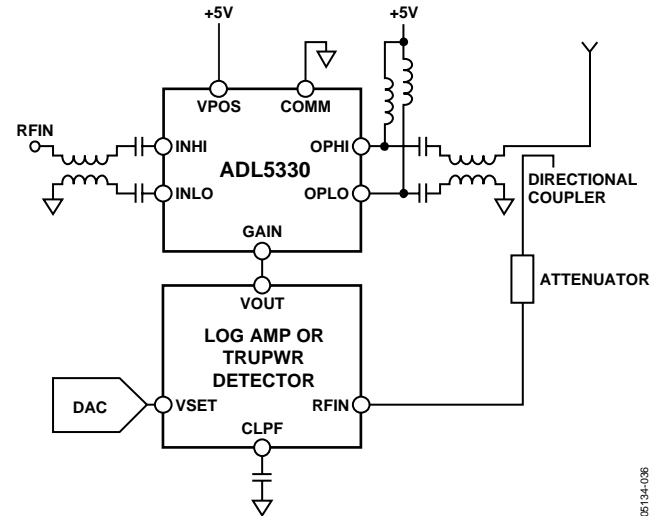 +5V
+5V
VPOS
COMM
RFIN
INHI
OPHI
ADL5330
INLO
OPLO
DIRECTIONAL
COUPLER
GAIN
VOUT
ATTENUATOR
LOG AMP OR
TRUPWR
DETECTOR
DAC
VSET
RFIN
CLPF
05134-036